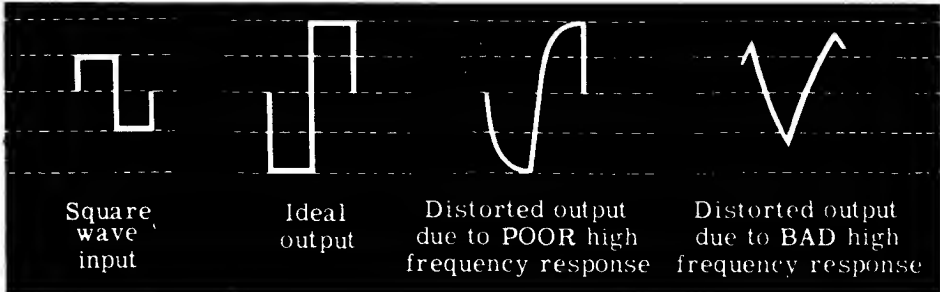 Square
wave
input
Ideal
output
Distorted output
due to POOR high
frequency response
Distorted output
due to BAD high
frequency response